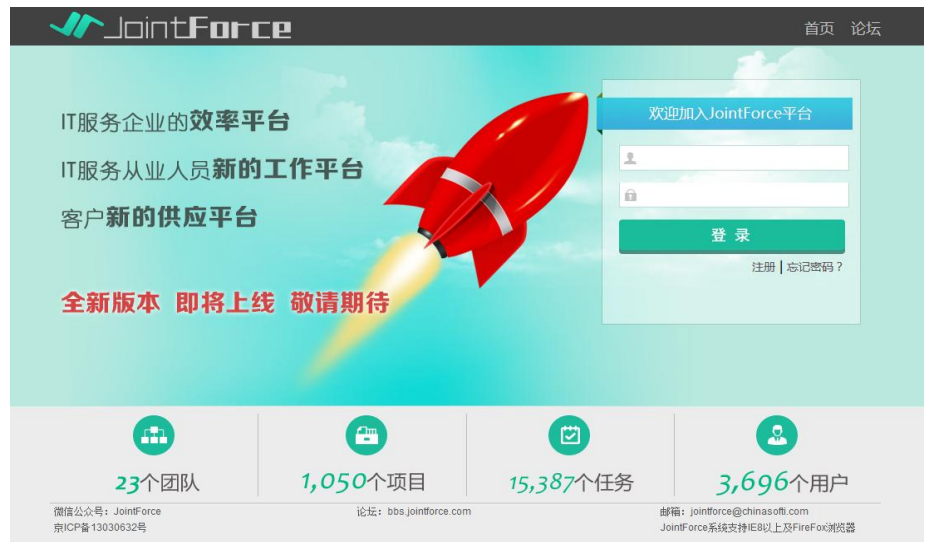 JointForce
首页 论坛
IT服务企业的效率平台
IT服务从业人员新的工作平台
客户新的供应平台
全新版本 即将上线 敬请期待
欢迎加入JointForce平台
登录
注册 | 忘记密码?
23个团队
1,050个项目
15,387个任务
3,696个用户
微信公众号: JointForce
论坛: bbs.jointforce.com
邮箱: jointforce@chinasofti.com
京ICP备13030632号
JointForce系统支持IE8以上及FireFox浏览器